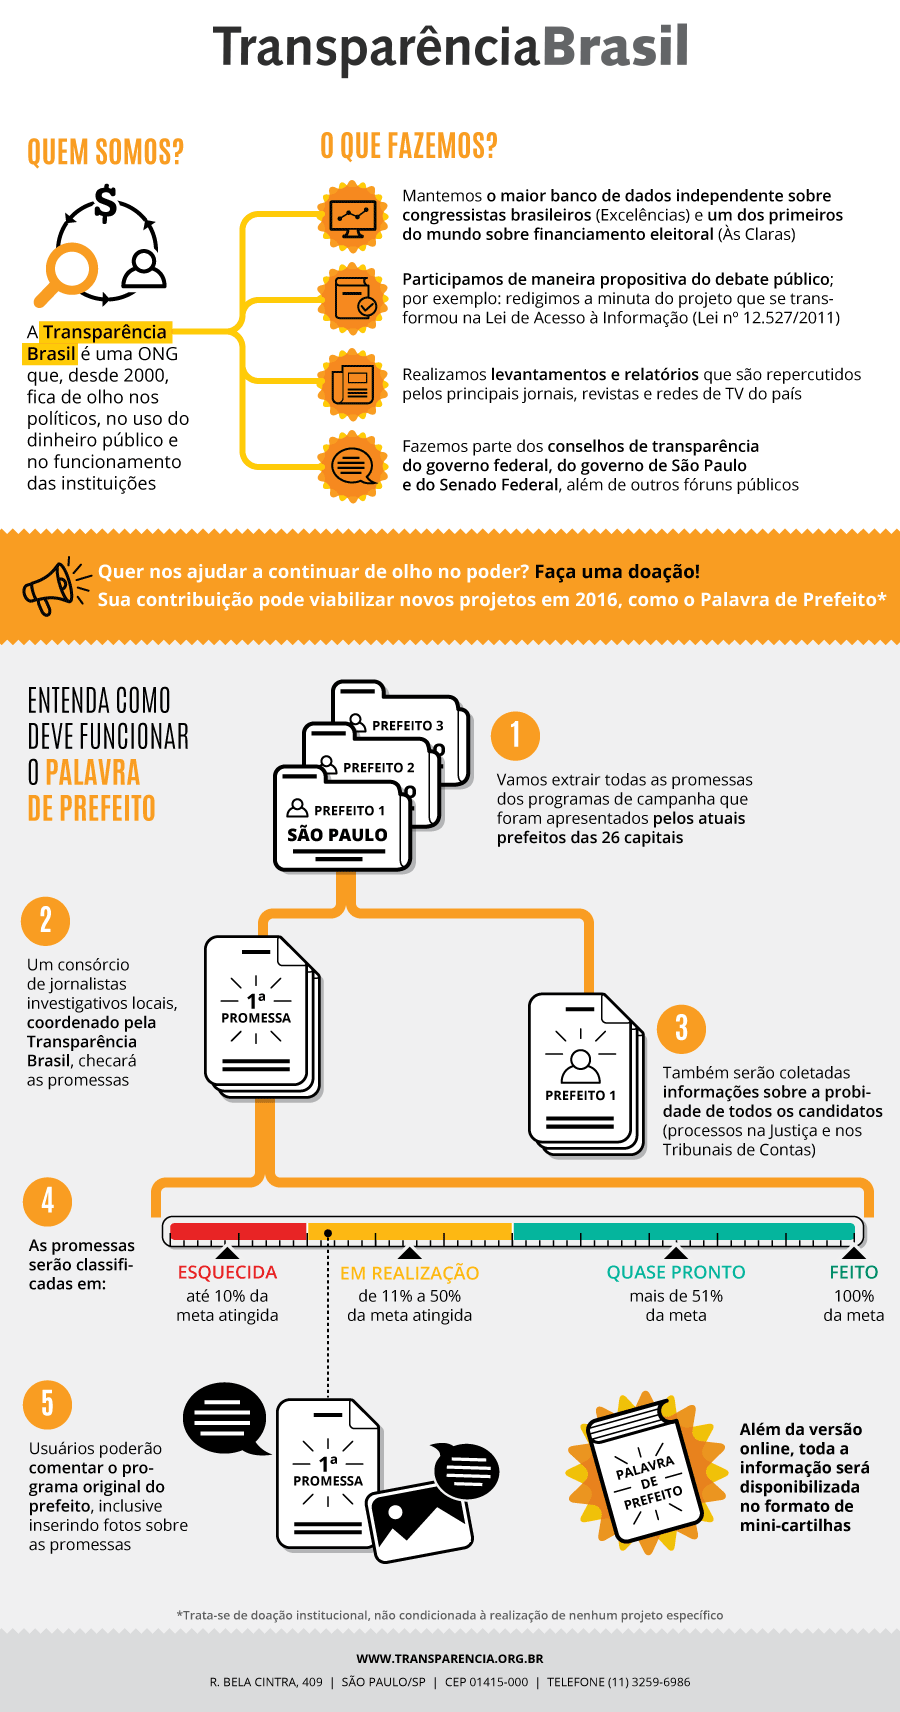 TransparênciaBrasil
QUEM SOMOS?
$
A Transparência
Brasil é uma ONG
que, desde 2000,
fica de olho nos
políticos, no uso do
dinheiro público e
no funcionamento
das instituições
O QUE FAZEMOS?
Mantemos o maior banco de dados independente sobre
congressistas brasileiros (Excelências) e um dos primeiros
do mundo sobre financiamento eleitoral (Às Claras)
Participamos de maneira propositiva do debate público;
por exemplo: redigimos a minuta do projeto que se trans-
formou na Lei de Acesso à Informação (Lei nº 12.527/2011)
Realizamos levantamentos e relatórios que são repercutidos
pelos principais jornais, revistas e redes de TV do país
Fazemos parte dos conselhos de transparência
do governo federal, do governo de São Paulo
e do Senado Federal, além de outros fóruns públicos
Quer nos ajudar a continuar de olho no poder? Faça uma doação!
Sua contribuição pode viabilizar novos projetos em 2016, como o Palavra de Prefeito*
ENTENDA COMO
DEVE FUNCIONAR
O PALAVRA
DE PREFEITO
PREFEITO 3
O
PREFEITO 2
O
PREFEITO 1
SÃO PAULO
1
Vamos extrair todas as promessas
dos programas de campanha que
foram apresentados pelos atuais
prefeitos das 26 capitais
2
Um consórcio
de jornalistas
investigativos locais,
coordenado pela
Transparência
Brasil, checará
as promessas
1ª
PROMESSA
PREFEITO 1
3
Também serão coletadas
informações sobre a probi-
dade de todos os candidatos
(processos na Justiça e nos
Tribunais de Contas)
4
As promessas
serão classifi-
cadas em:
ESQUECIDA
até 10% da
meta atingida
EM REALIZAÇÃO
de 11% a 50%
da meta atingida
QUASE PRONTO
mais de 51%
da meta
FEITO
100%
da meta
5
Usuários poderão
comentar o pro-
grama original do
prefeito, inclusive
inserindo fotos sobre
as promessas
1ª
PROMESSA
PALAVRA
DE
PREFEITO
Além da versão
online, toda a
informação será
disponibilizada
no formato de
mini-cartilhas
*Trata-se de doação institucional, não condicionada à realização de nenhum projeto específico
WWW.TRANSPARENCIA.ORG.BR
R. BELA CINTRA, 409 | SÃO PAULO/SP | CEP 01415-000 | TELEFONE (11) 3259-6986